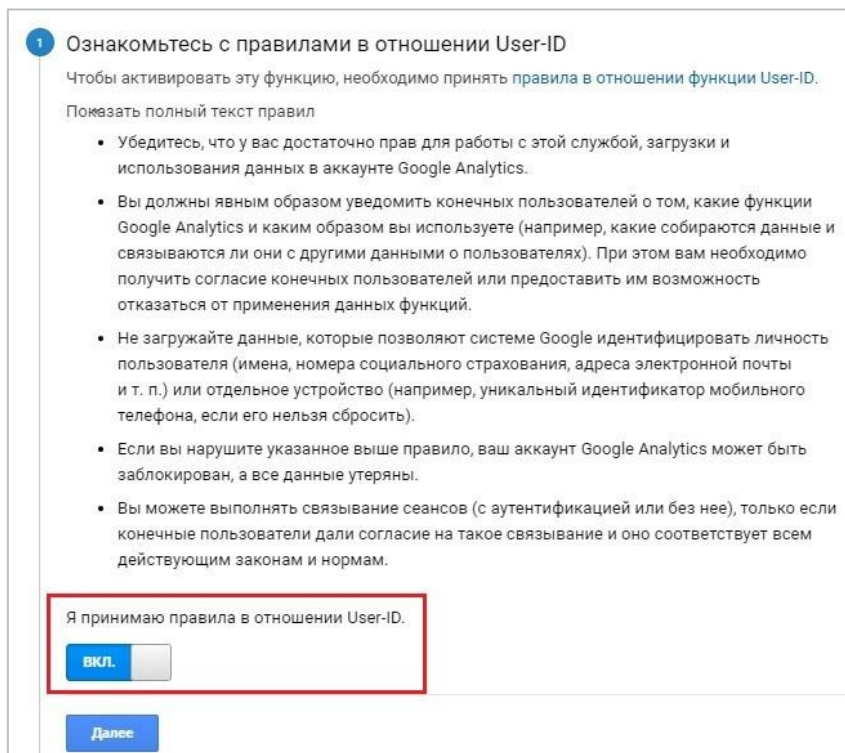 1 Ознакомьтесь с правилами в отношении User-ID
Чтобы активировать эту функцию, необходимо принять правила в отношении функции User-ID.
Показать полный текст правил
• Убедитесь, что у вас достаточно прав для работы с этой службой, загрузки и
использования данных в аккаунте Google Analytics.
• Вы должны явным образом уведомить конечных пользователей о том, какие функции
Google Analytics и каким образом вы используете (например, какие собираются данные и
связываются ли они с другими данными о пользователях). При этом вам необходимо
получить согласие конечных пользователей или предоставить им возможность
отказаться от применения данных функций.
• Не загружайте данные, которые позволяют системе Google идентифицировать личность
пользователя (имена, номера социального страхования, адреса электронной почты
и т. п.) или отдельное устройство (например, уникальный идентификатор мобильного
телефона, если его нельзя сбросить).
• Если вы нарушите указанное выше правило, ваш аккаунт Google Analytics может быть
заблокирован, а все данные утеряны.
• Вы можете выполнять связывание сеансов (с аутентификацией или без нее), только если
конечные пользователи дали согласие на такое связывание и оно соответствует всем
действующим законам и нормам.
Я принимаю правила в отношении User-ID.
ВКЛ.
Далее